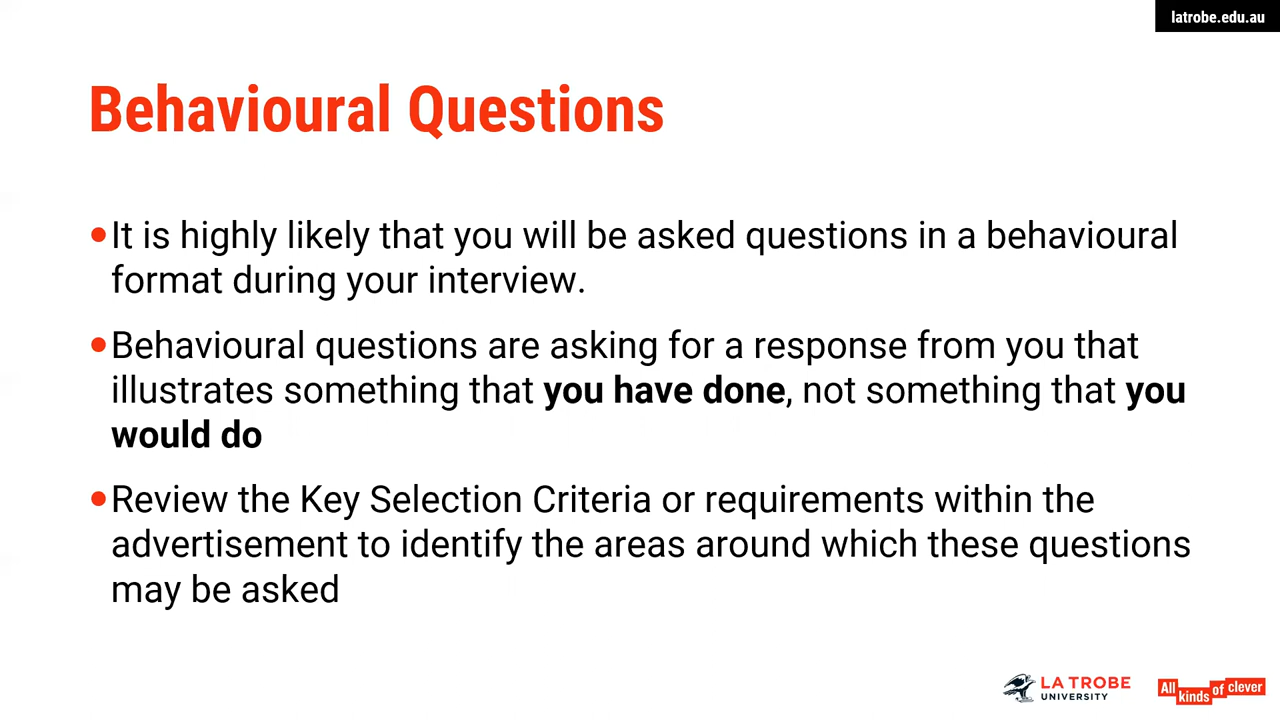 latrobe.edu.au
Behavioural Questions
•It is highly likely that you will be asked questions in a behavioural
format during your interview.
•Behavioural questions are asking for a response from you that
illustrates something that you have done, not something that you
would do
•Review the Key Selection Criteria or requirements within the
advertisement to identify the areas around which these questions
may be asked
LA TROBE
UNIVERSITY
All kinds of clever